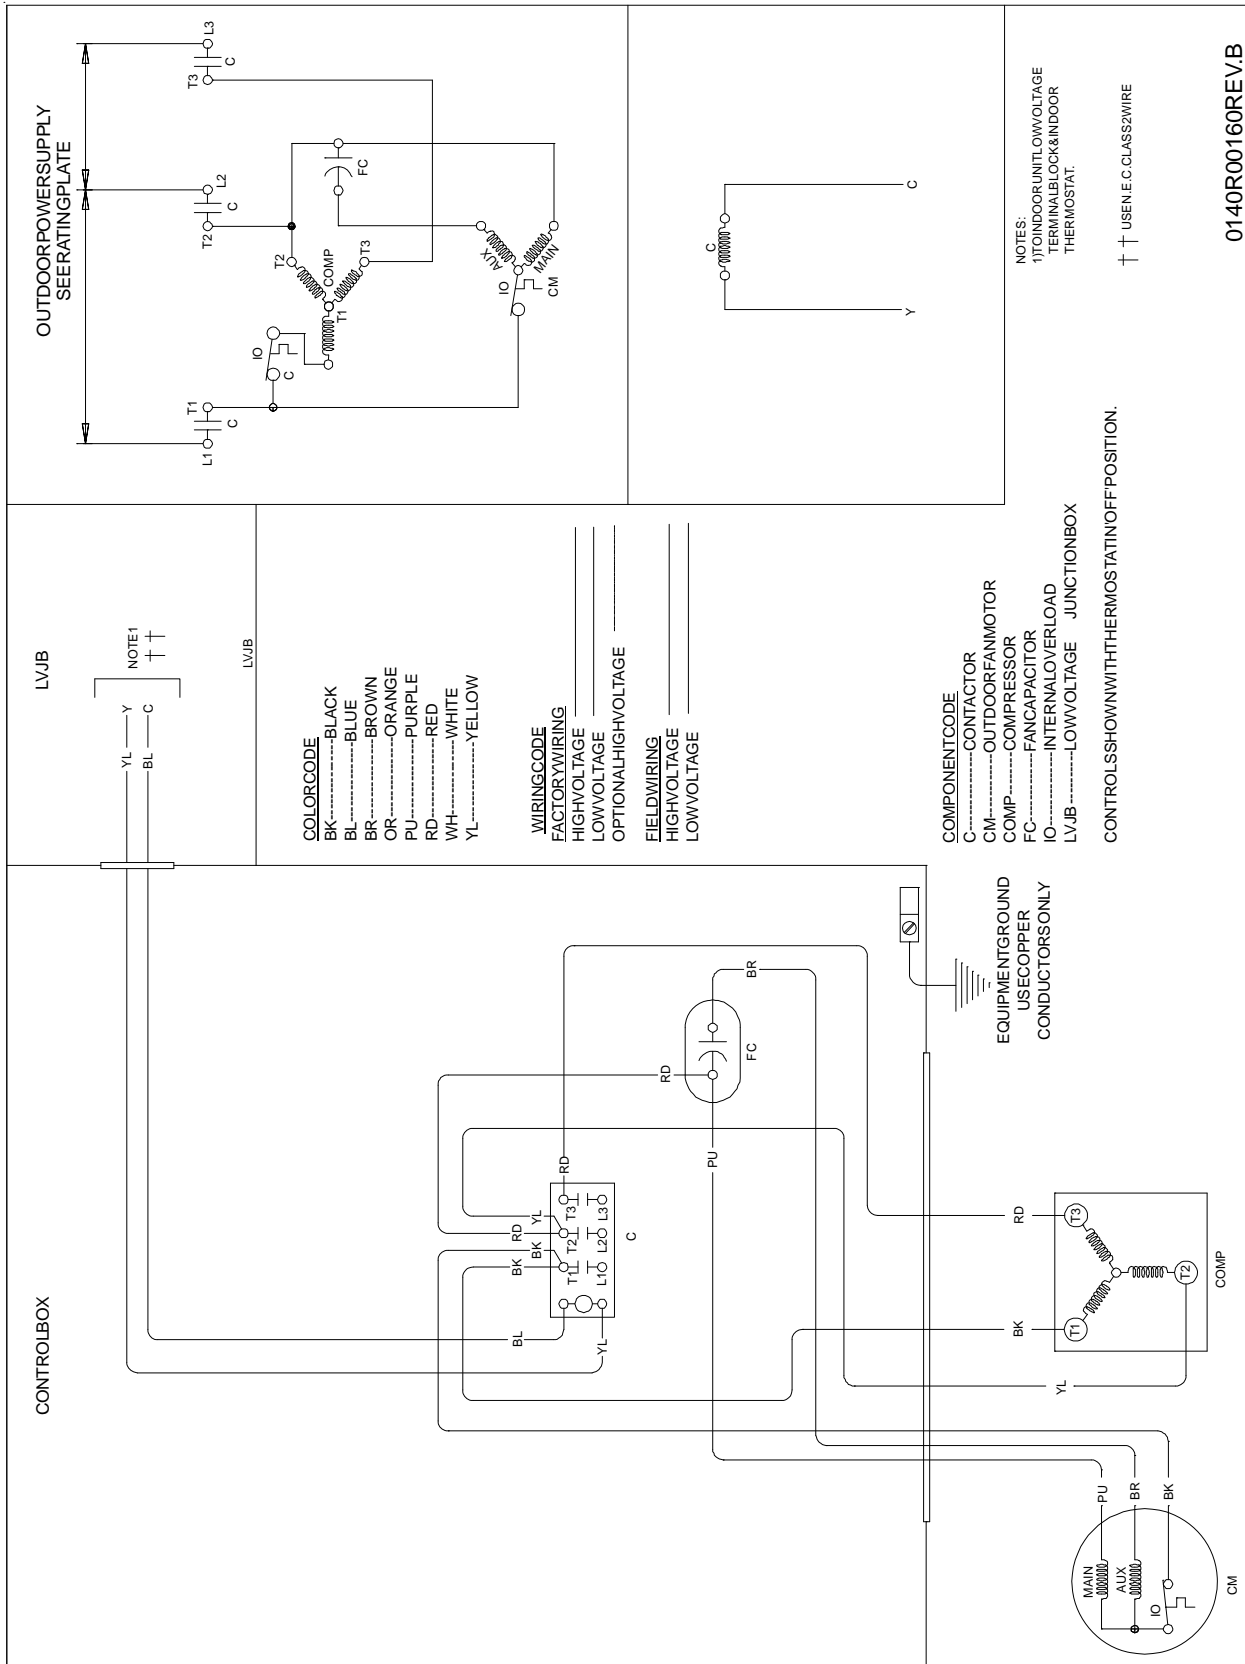 CONTROLBOX
LVJB
OUTDOORPOWERSUPPLY
SEERATINGPLATE
YL
Y
BL
C
NOTE1
† †
LVJB
BL
YL
BK
BK
RD
YL
RD
T1
T2
T3
L1
L2
L3
C
RD
PU
BR
FC
PU
BR
BK
MAIN
AUX
IO
CM
YL
BK
RD
T1
T2
T3
COMP
EQUIPMENTGROUND
USECOPPER
CONDUCTORSONLY
COLORCODE
BK---------BLACK
BL---------BLUE
BR---------BROWN
OR---------ORANGE
PU---------PURPLE
RD---------RED
WH---------WHITE
YL---------YELLOW
WIRINGCODE
FACTORYWIRING
HIGHVOLTAGE
LOWVOLTAGE
OPTIONALHIGHVOLTAGE
FIELDWIRING
HIGHVOLTAGE
LOWVOLTAGE
COMPONENTCODE
C----------CONTACTOR
CM--------OUTDOORFANMOTOR
COMP----COMPRESSOR
FC---------FANCAPACITOR
IO----------INTERNALOVERLOAD
LVJB--------LOWVOLTAGE JUNCTIONBOX
CONTROLSSHOWNWITHTHERMOSTATIN'OFF'POSITION.
L1
T1
C
L2
T2
C
L3
T3
C
IO
C
T1
T2
T3
COMP
FC
AUX
MAIN
IO
CM
C
Y
C
NOTES:
1)TOINDOORUNITLOWVOLTAGE
TERMINALBLOCK&INDOOR
THERMOSTAT.
† † USEN.E.C.CLASS2WIRE
0140R00160REV.B